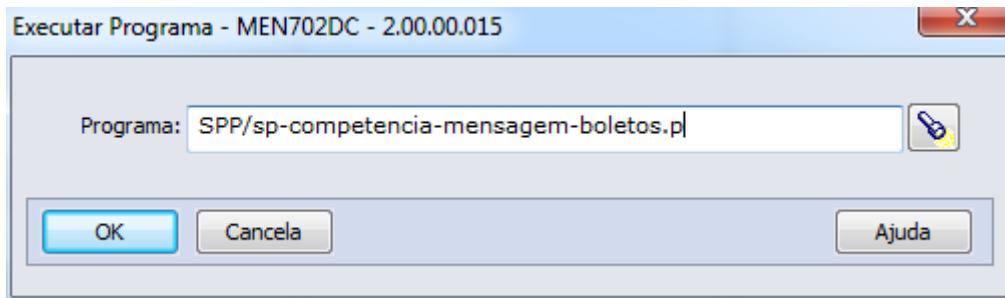 Executar Programa - MEN702DC - 2.00.00.015
Programa: SPP/sp-competencia-mensagem-boletos.p
OK Cancela Ajuda